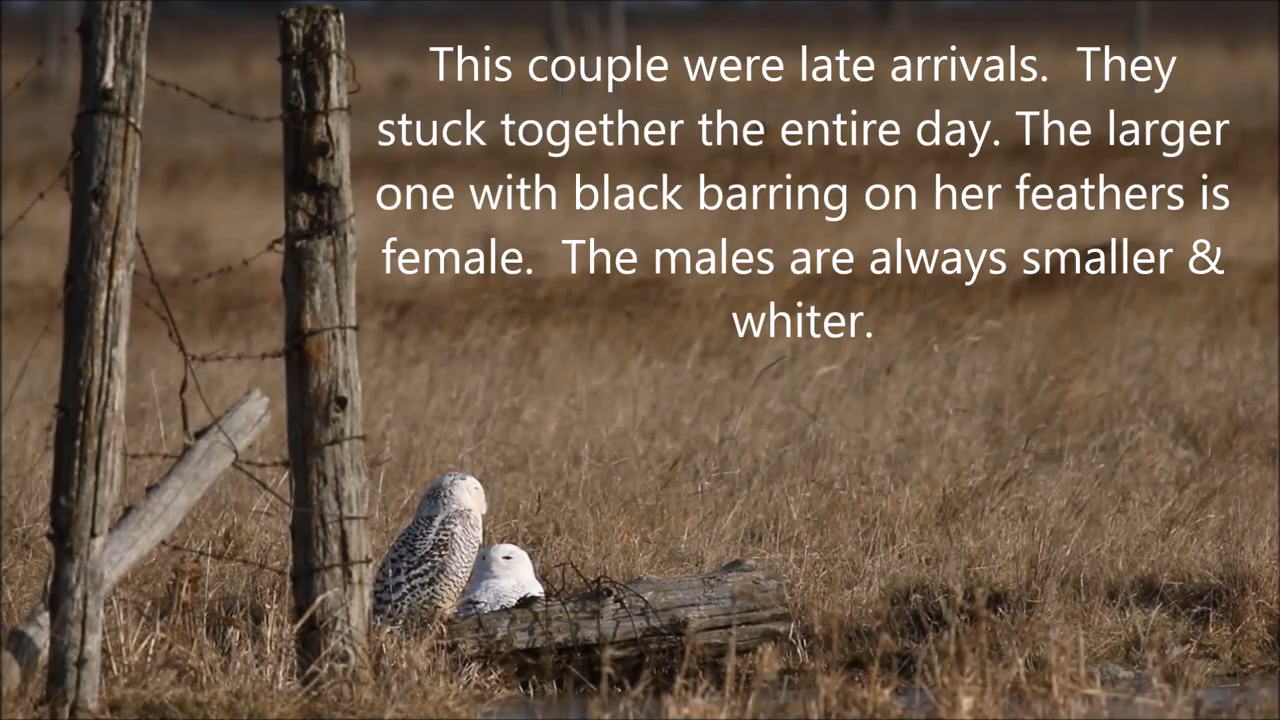 This couple were late arrivals.  They
stuck together the entire day. The larger
one with black barring on her feathers is
female.  The males are always smaller &
whiter.